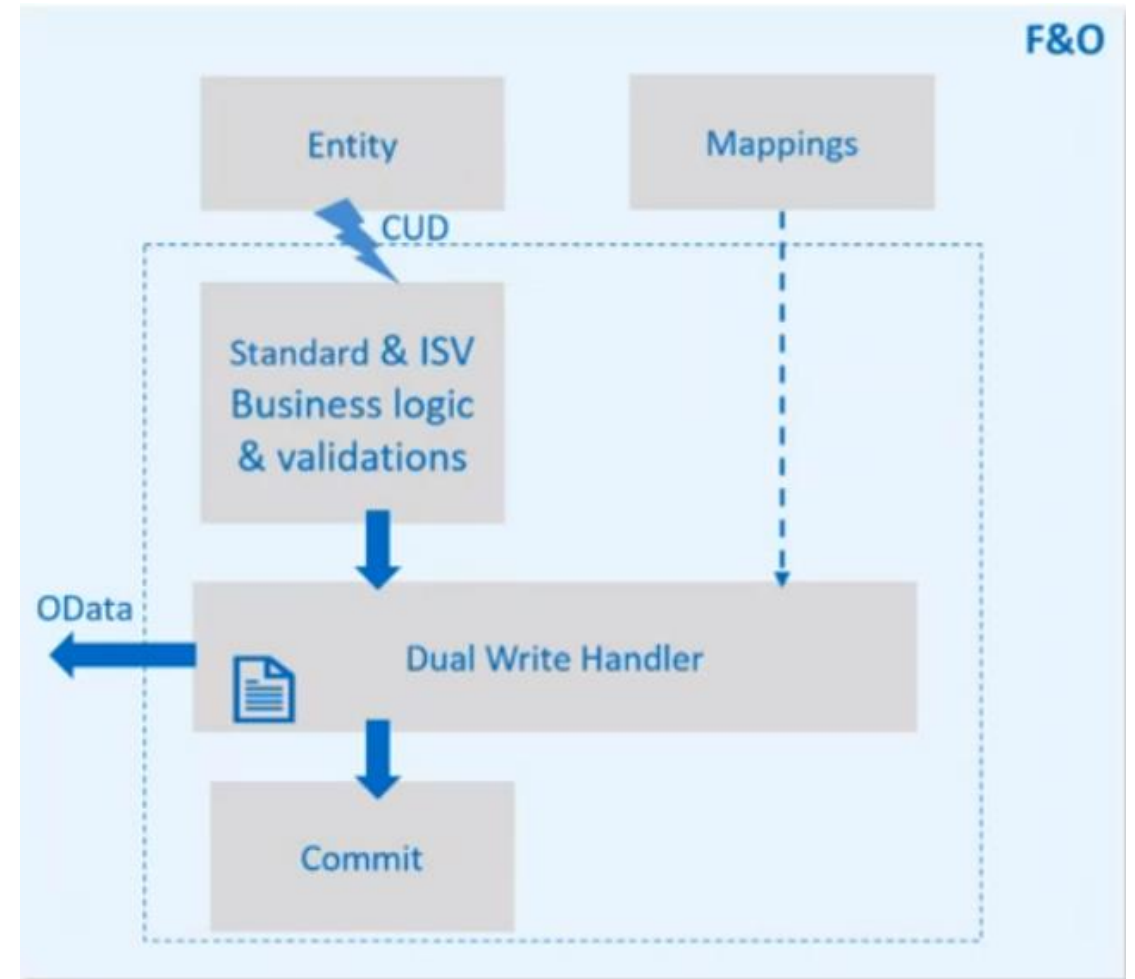 F&O
Entity
Mappings
CUD
Standard & ISV
Business logic
& validations
OData
Dual Write Handler
Commit